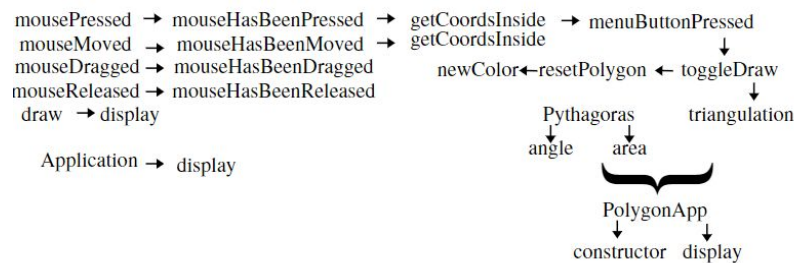 mousePressed → mouseHasBeenPressed → getCoordsInside → menuButtonPressed
mouseMoved → mouseHasBeenMoved → getCoordsInside
mouseDragged → mouseHasBeenDragged newColor ← resetPolygon ← toggleDraw
mouseReleased → mouseHasBeenReleased
draw → display Pythagoras triangulation
angle area
Application → display
PolygonApp
constructor display